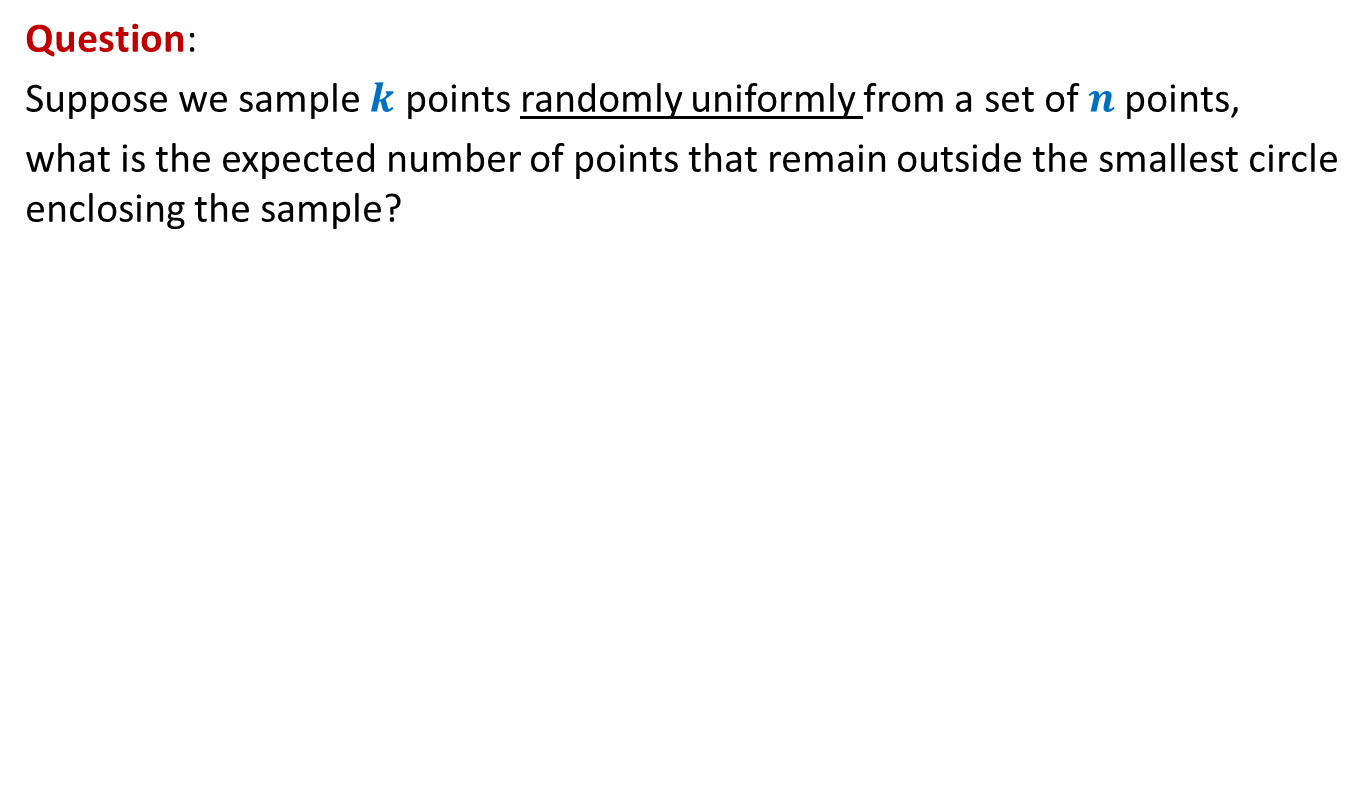 Question:
Suppose we sample k points randomly uniformly from a set of n points,
what is the expected number of points that remain outside the smallest circle
enclosing the sample?